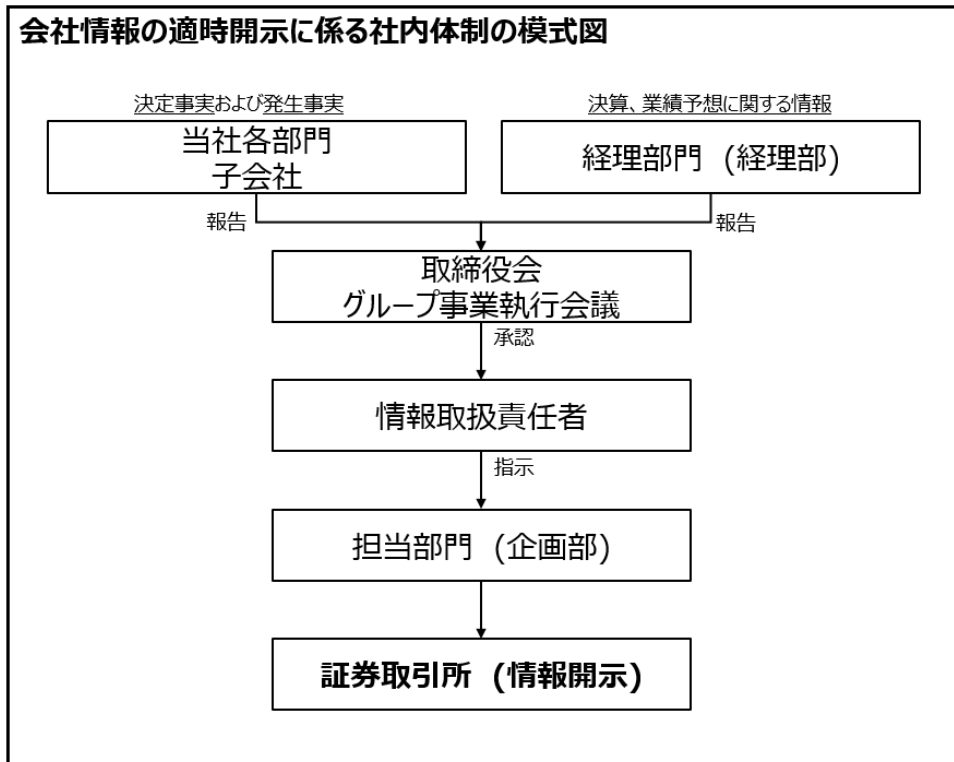 会社情報の適時開示に係る社内体制の模式図
決定事実および発生事実
決算、業績予想に関する情報
当社各部門
子会社
経理部門 (経理部)
報告
報告
取締役会
グループ事業執行会議
承認
情報取扱責任者
指示
担当部門 (企画部)
証券取引所 (情報開示)